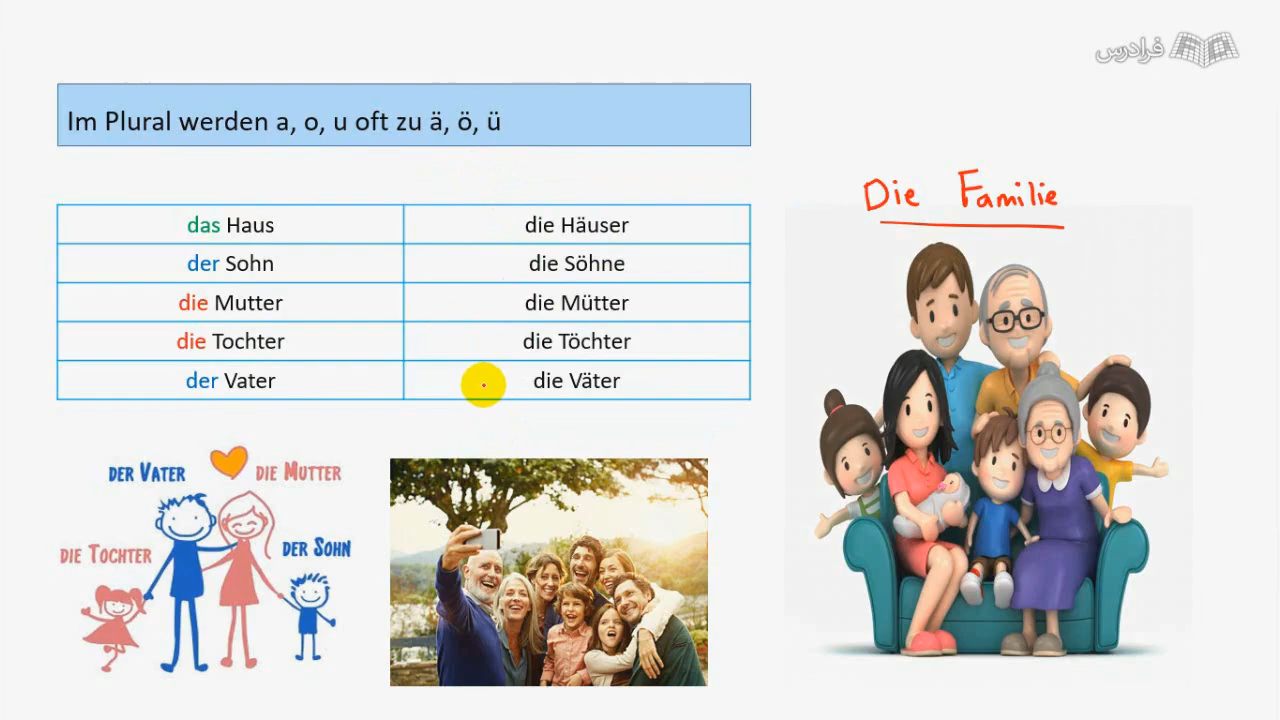 فرادرس
Im Plural werden a, o, u oft zu ä, ö, ü
Die Familie
das Haus die Häuser
der Sohn die Söhne
die Mutter die Mütter
die Tochter die Töchter
der Vater die Väter
DER VATER DIE MUTTER
DIE TOCHTER DER SOHN